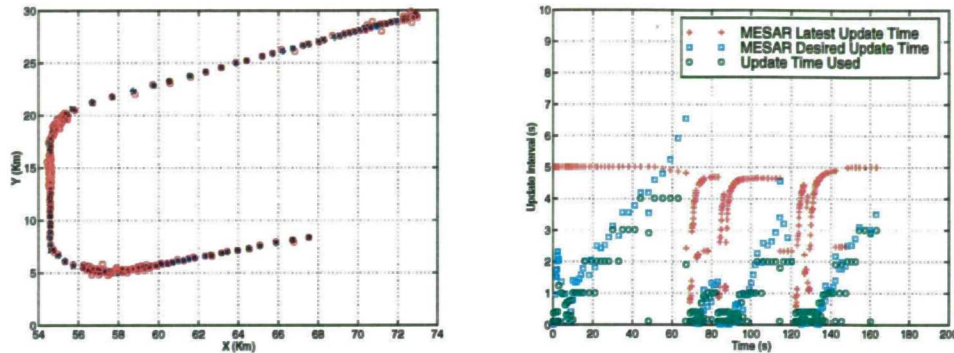 30
25
20
15
10
5
0
54 56 58 60 62 64 66 68 70 72 74
X (Km)
Y (Km)
10
9
8
7
6
5
4
3
2
1
0
0 20 40 60 80 100 120 140 160 180 200
Time (s)
Update Interval (s)
MESAR Latest Update Time
MESAR Desired Update Time
Update Time Used